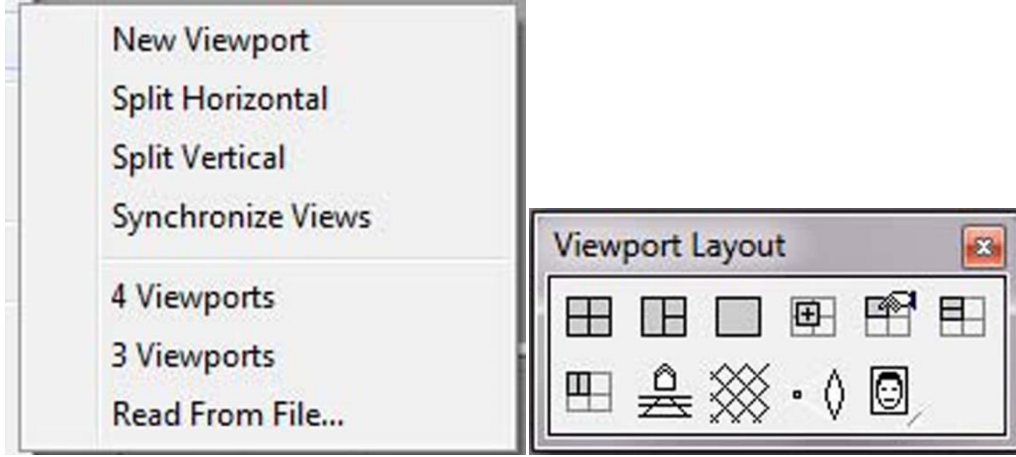 New Viewport
Split Horizontal
Split Vertical
Synchronize Views
4 Viewports
3 Viewports
Read From File...
Viewport Layout